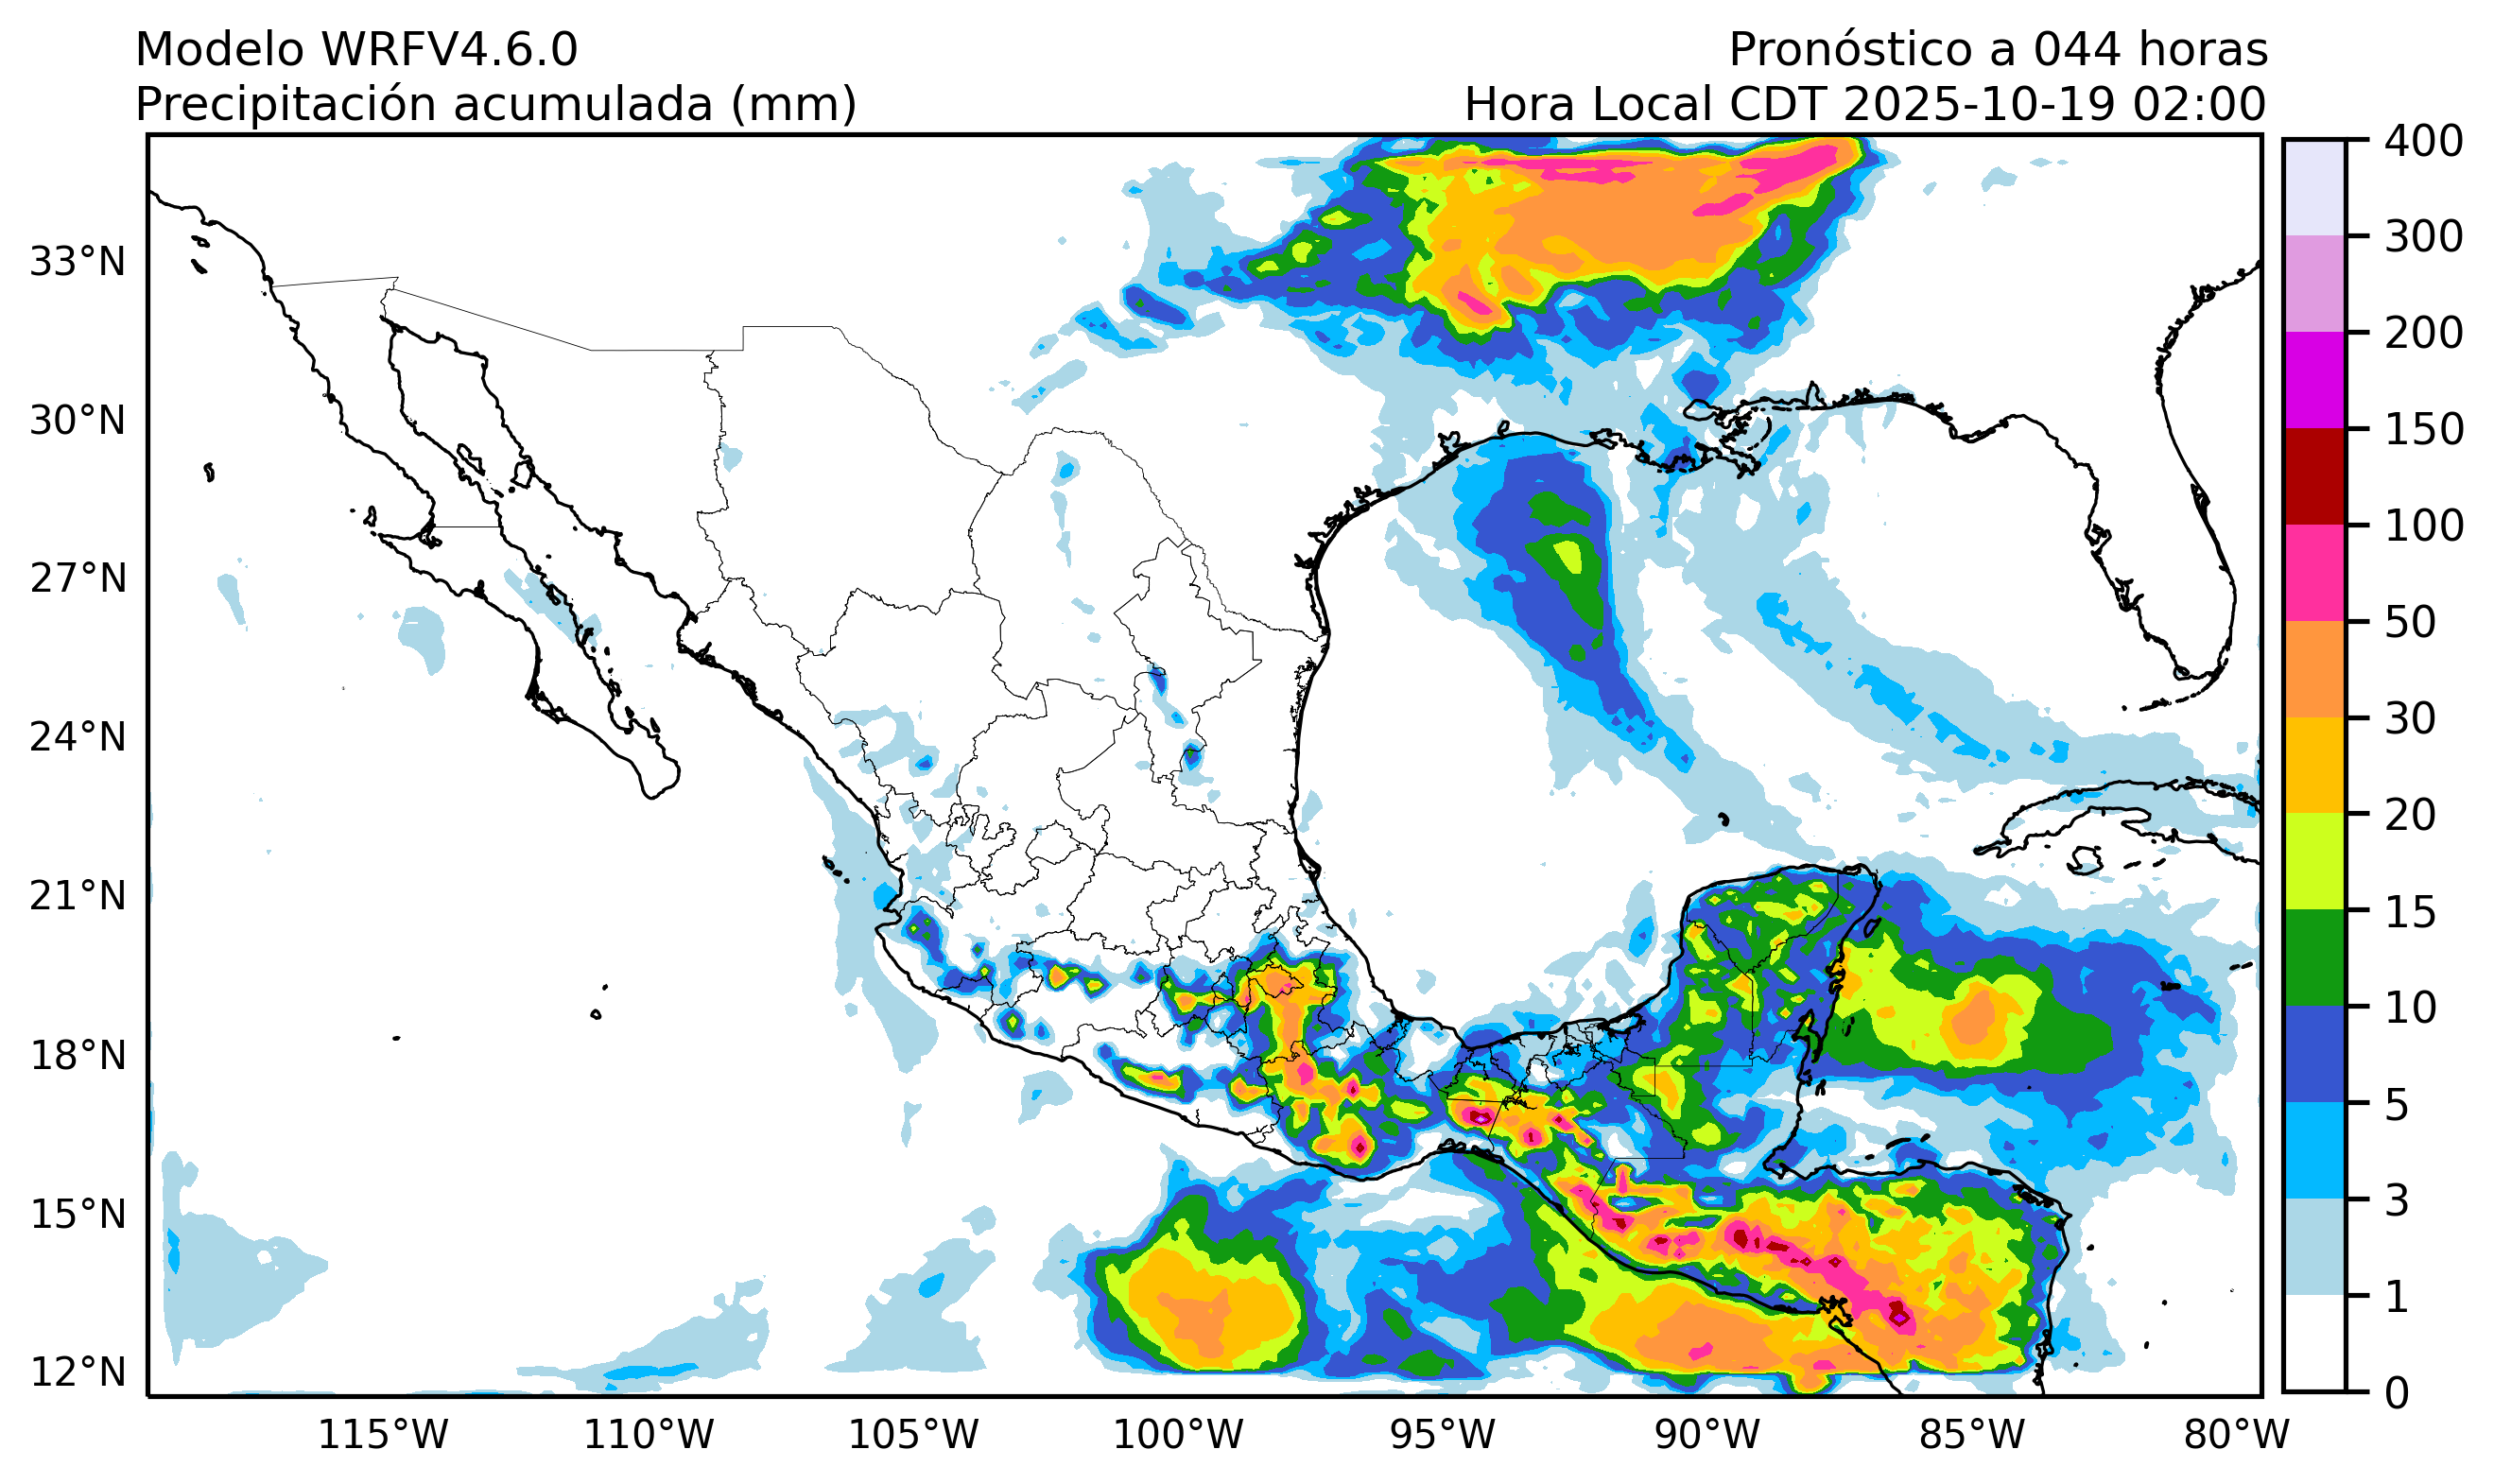 Modelo WRFV4.6.0
Pronóstico a 044 horas
Precipitación acumulada (mm)
Hora Local CDT 2025-10-19 02:00
33°N
30°N
27°N
24°N
21°N
18°N
15°N
12°N
115°W
110°W
105°W
100°W
95°W
90°W
85°W
80°W
400
300
200
150
100
50
30
20
15
10
5
3
1
0